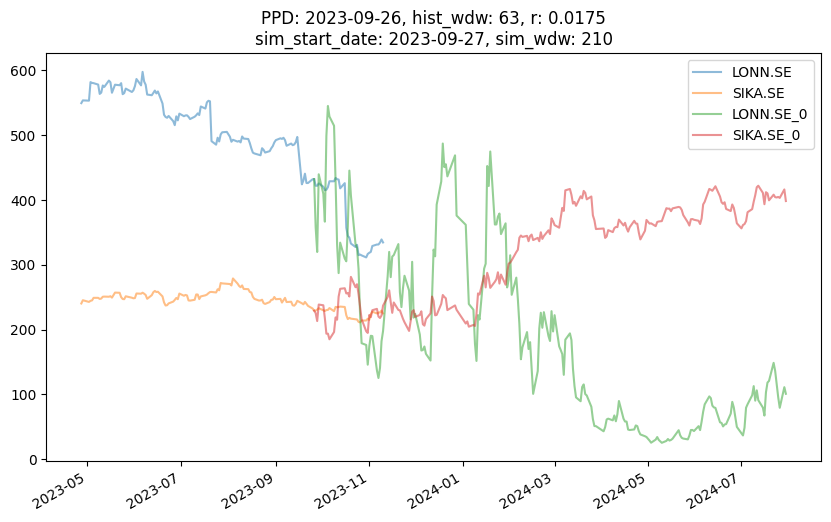 PPD: 2023-09-26, hist_wdw: 63, r: 0.0175
sim_start_date: 2023-09-27, sim_wdw: 210
LONN.SE
SIKA.SE
LONN.SE_0
SIKA.SE_0
600
500
400
300
200
100
0
2023-05
2023-07
2023-09
2023-11
2024-01
2024-03
2024-05
2024-07